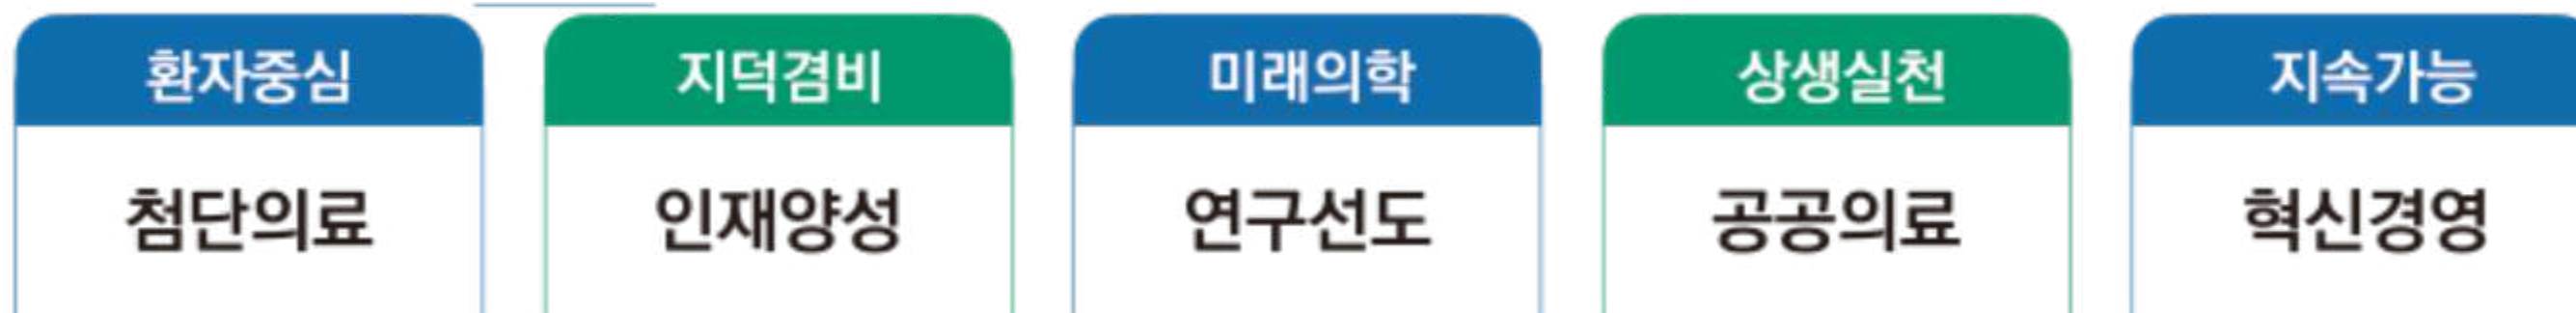 환자중심
첨단의료
지덕겸비
인재양성
미래의학
연구선도
상생실천
공공의료
지속가능
혁신경영